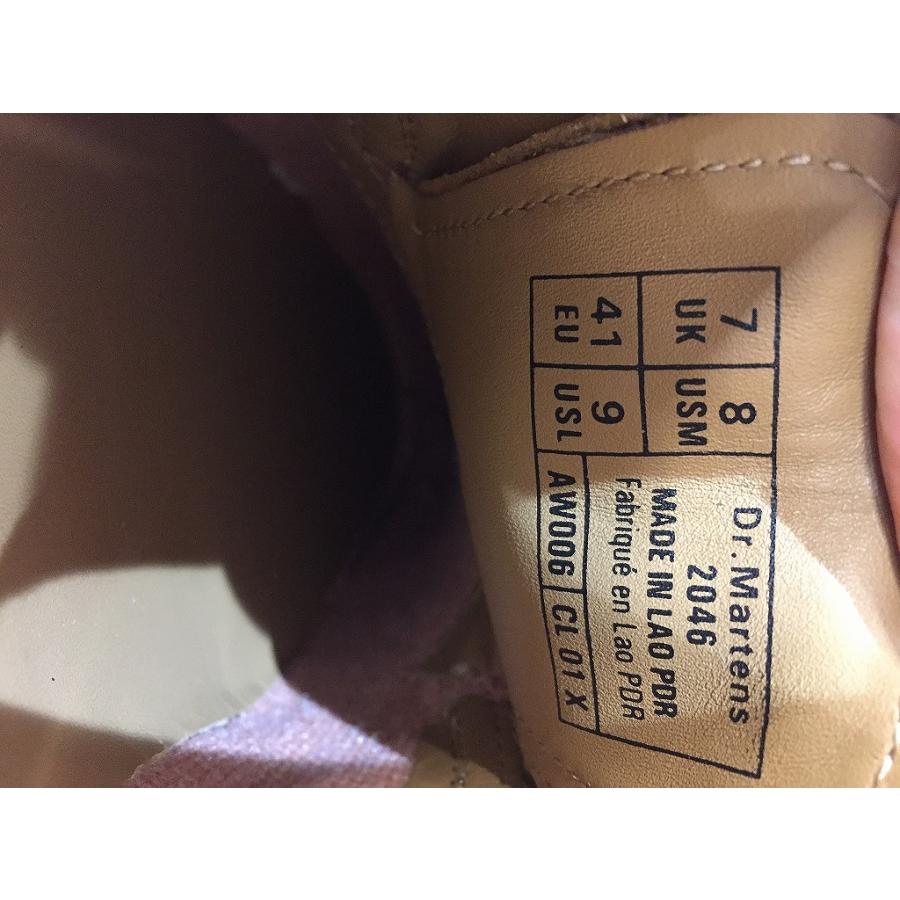 7 8
UK USM
41 9
EU USL
Dr. Martens
2046
MADE IN LAO PDR
Fabriqué en Lao PDR
AW006 CL 01 X